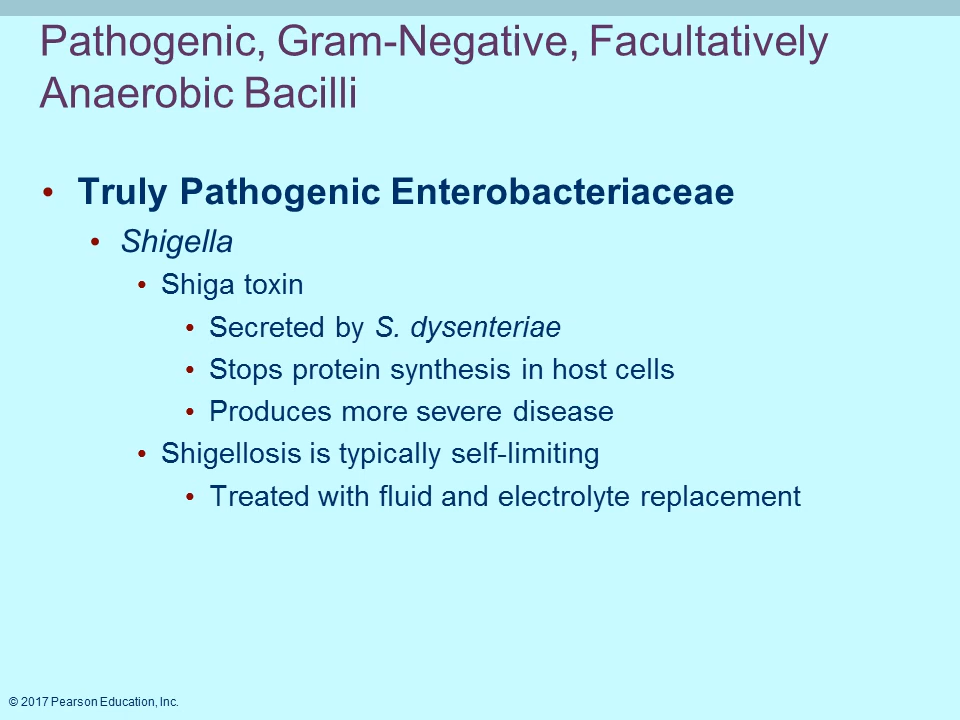 Pathogenic, Gram-Negative, Facultatively
Anaerobic Bacilli
• Truly Pathogenic Enterobacteriaceae
• Shigella
• Shiga toxin
• Secreted by S. dysenteriae
• Stops protein synthesis in host cells
• Produces more severe disease
• Shigellosis is typically self-limiting
• Treated with fluid and electrolyte replacement
© 2017 Pearson Education, Inc.